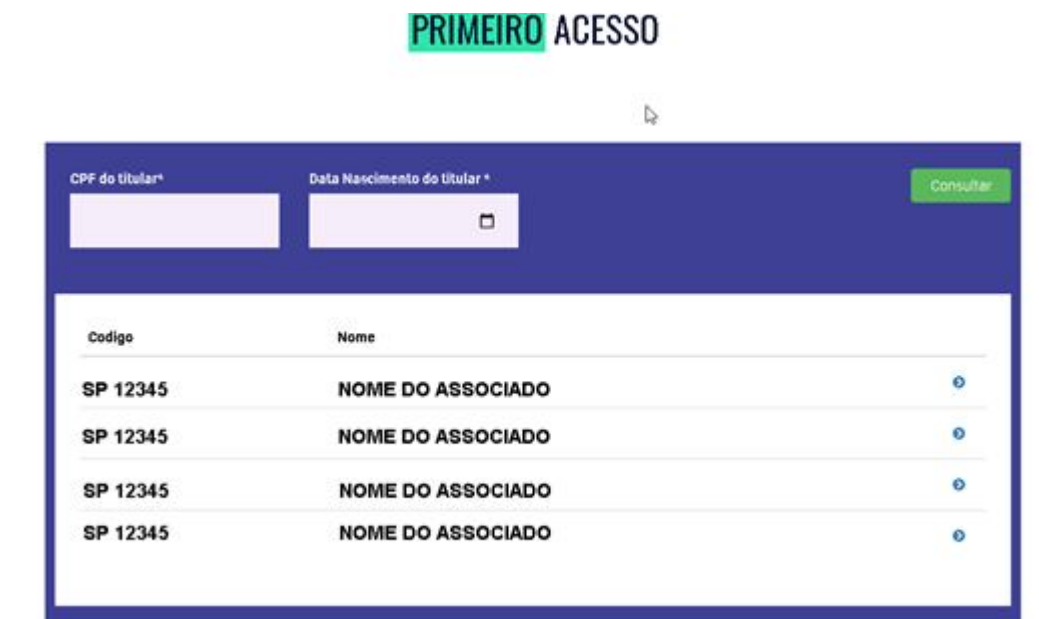 PRIMEIRO ACESSO
CPF do titular* Data Nascimento do titular *
Consultar
Codigo Nome
SP 12345 NOME DO ASSOCIADO
SP 12345 NOME DO ASSOCIADO
SP 12345 NOME DO ASSOCIADO
SP 12345 NOME DO ASSOCIADO